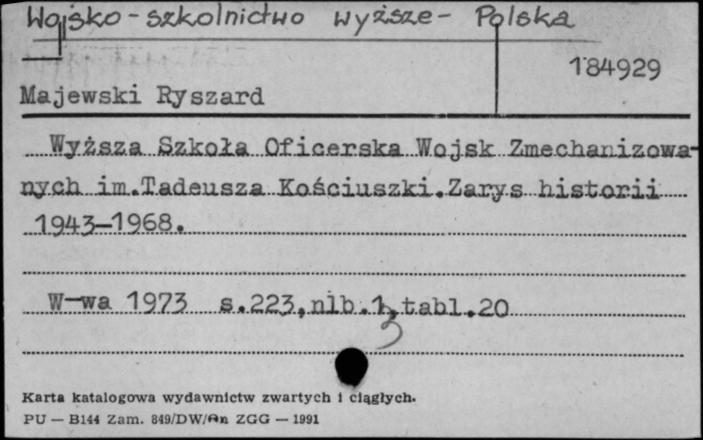 Wojsko - szkolnictwo wyższe - Polska
184929
Majewski Ryszard
Wyższa Szkoła Oficerska Wojsk Zmechanizowa-
nych im.Tadeusza Kościuszki.Zarys historii
1943-1968.
W-wa 1973 s.223,nlb.1,tabl.20
3
Karta katalogowa wydawnictw zwartych i ciągłych.
PU — B144 Zam. 849/DW/An ZGG — 1991